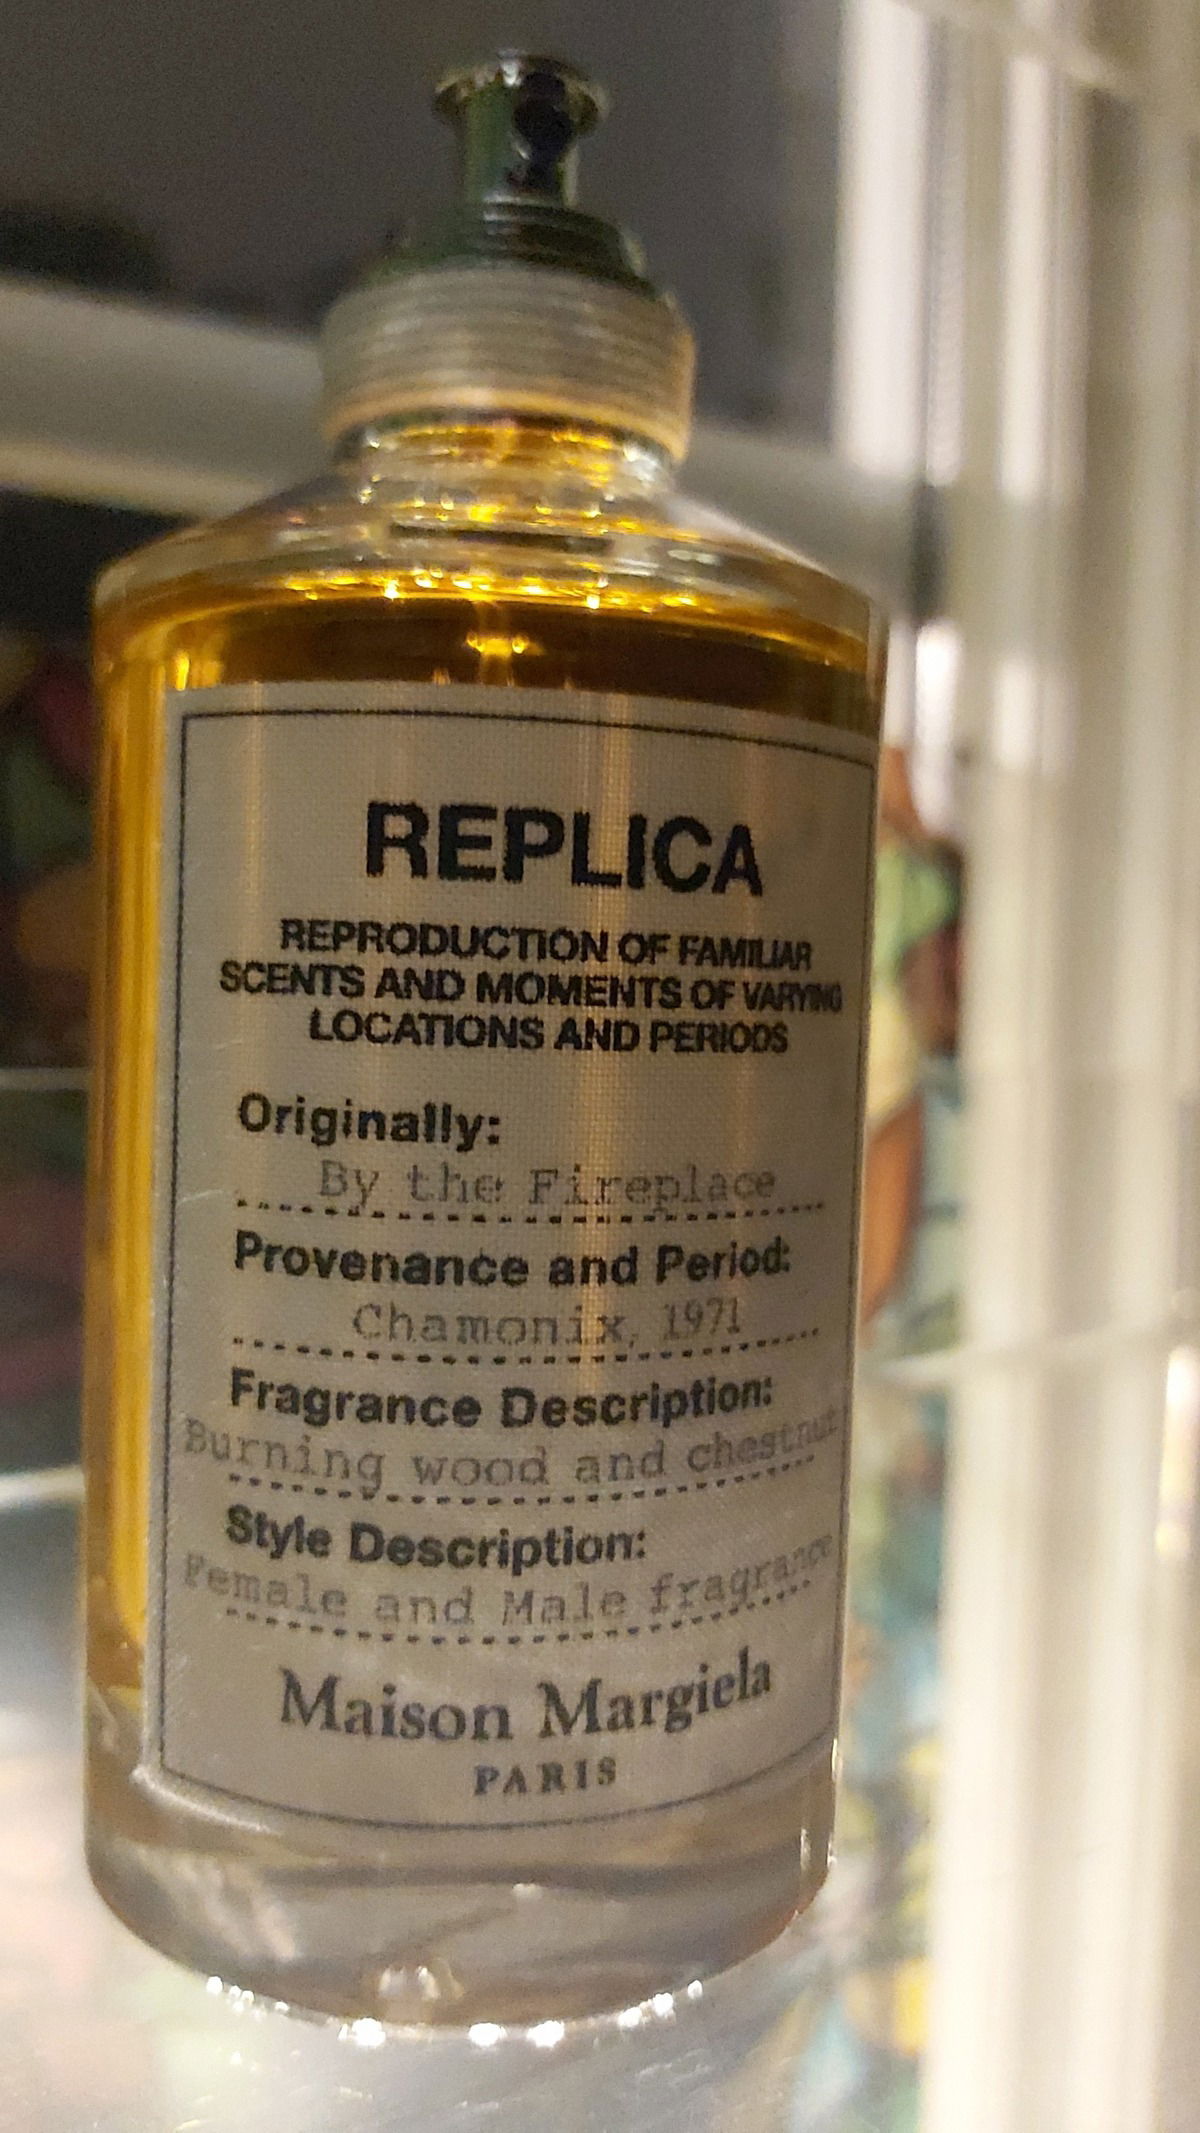 REPLICA
REPRODUCTION OF FAMILIAR
SCENTS AND MOMENTS OF VARYING
LOCATIONS AND PERIODS
Originally:
By the Fireplace
Provenance and Period:
Chamonix, 1971
Fragrance Description:
Burning wood and chestnut
Style Description:
Female and Male fragrance
Maison Margiela
PARIS